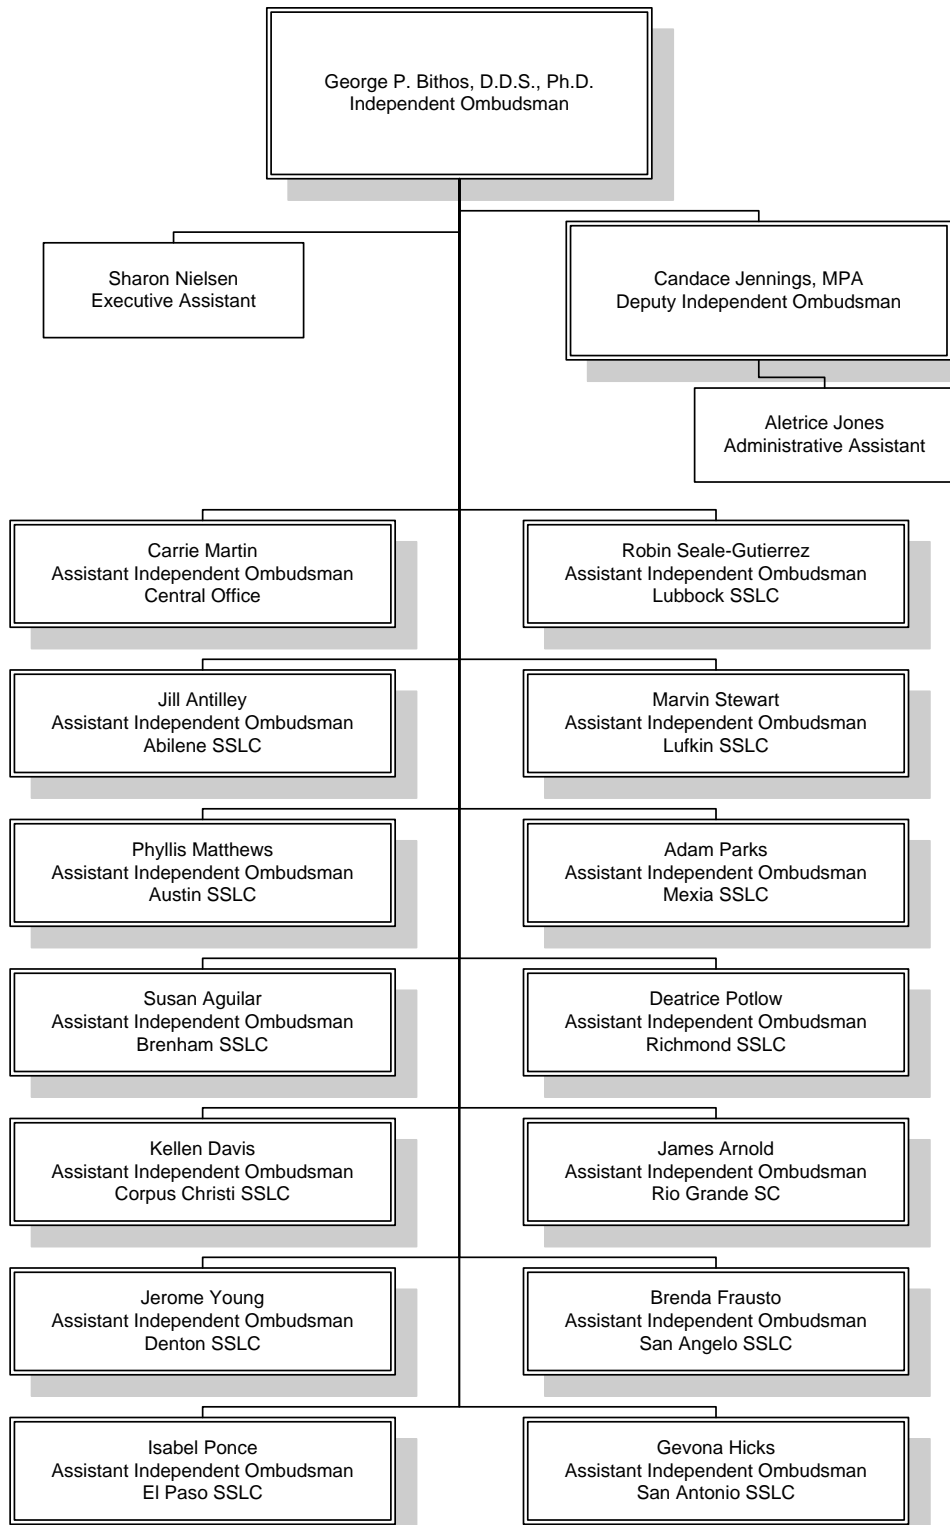 George P. Bithos, D.D.S., Ph.D.
Independent Ombudsman
Sharon Nielsen
Executive Assistant
Candace Jennings, MPA
Deputy Independent Ombudsman
Aletrice Jones
Administrative Assistant
Carrie Martin
Assistant Independent Ombudsman
Central Office
Robin Seale-Gutierrez
Assistant Independent Ombudsman
Lubbock SSLC
Jill Antilley
Assistant Independent Ombudsman
Abilene SSLC
Marvin Stewart
Assistant Independent Ombudsman
Lufkin SSLC
Phyllis Matthews
Assistant Independent Ombudsman
Austin SSLC
Adam Parks
Assistant Independent Ombudsman
Mexia SSLC
Susan Aguilar
Assistant Independent Ombudsman
Brenham SSLC
Deatrice Potlow
Assistant Independent Ombudsman
Richmond SSLC
Kellen Davis
Assistant Independent Ombudsman
Corpus Christi SSLC
James Arnold
Assistant Independent Ombudsman
Rio Grande SC
Jerome Young
Assistant Independent Ombudsman
Denton SSLC
Brenda Frausto
Assistant Independent Ombudsman
San Angelo SSLC
Isabel Ponce
Assistant Independent Ombudsman
El Paso SSLC
Gevona Hicks
Assistant Independent Ombudsman
San Antonio SSLC